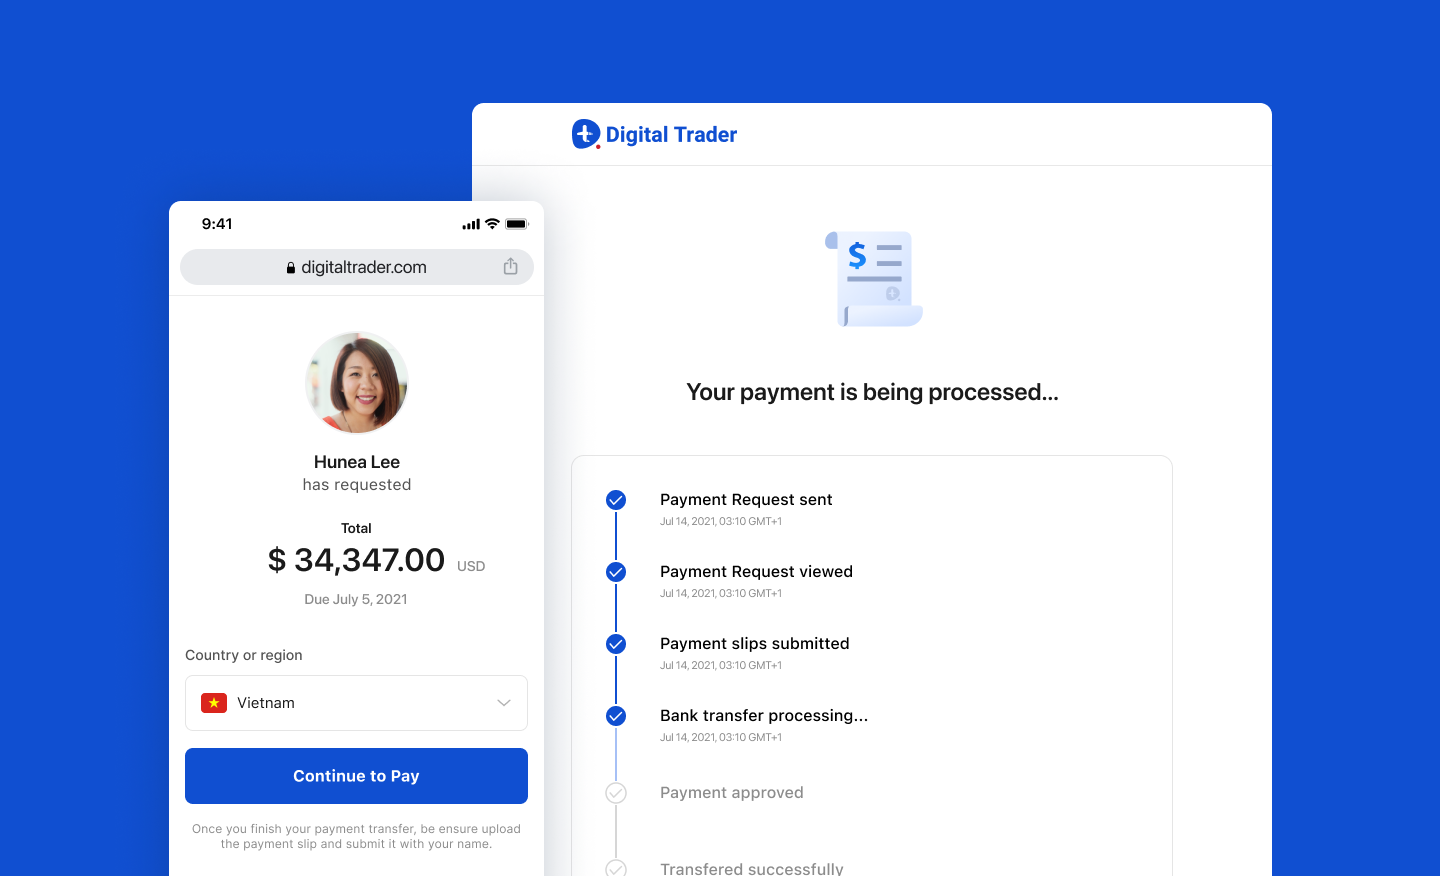 Digital Trader
9:41
digitaltrader.com
Hunea Lee
has requested
Total
$ 34,347.00 USD
Due July 5, 2021
Country or region
Vietnam
Continue to Pay
Once you finish your payment transfer, be ensure upload
the payment slip and submit it with your name.
$
Your payment is being processed...
Payment Request sent
Jul 14, 2021, 03:10 GMT+1
Payment Request viewed
Jul 14, 2021, 03:10 GMT+1
Payment slips submitted
Jul 14, 2021, 03:10 GMT+1
Bank transfer processing...
Jul 14, 2021, 03:10 GMT+1
Payment approved
Transfered successfully